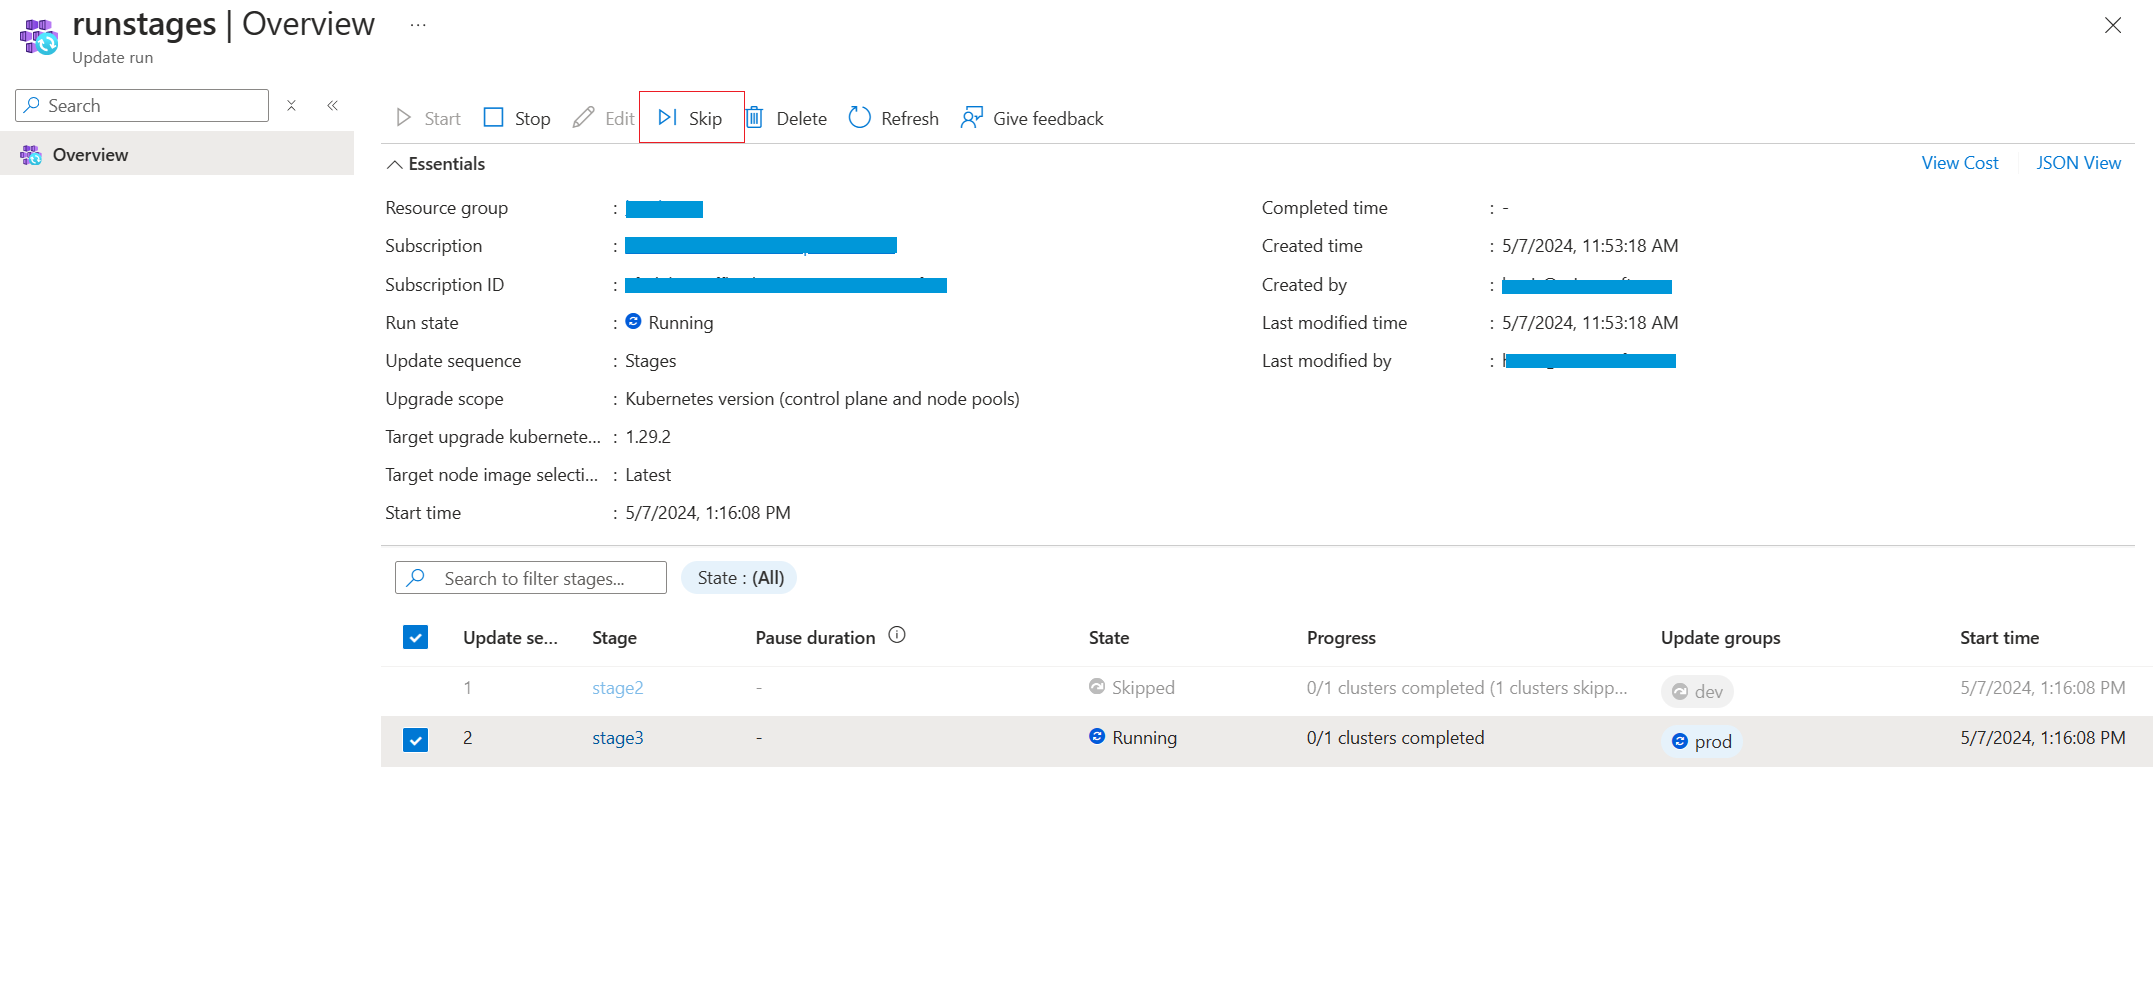 runstages | Overview ...
Update run
Search
Overview
Start Stop Edit Skip Delete Refresh Give feedback
Essentials
View Cost JSON View
Resource group :
Completed time : -
Subscription :
Created time : 5/7/2024, 11:53:18 AM
Subscription ID :
Created by :
Run state : Running
Last modified time : 5/7/2024, 11:53:18 AM
Update sequence : Stages
Last modified by :
Upgrade scope : Kubernetes version (control plane and node pools)
Target upgrade kubernete... : 1.29.2
Target node image selecti... : Latest
Start time : 5/7/2024, 1:16:08 PM
Search to filter stages... State : (All)
Update se... Stage Pause duration State Progress Update groups Start time
1 stage2 - Skipped 0/1 clusters completed (1 clusters skipp... dev 5/7/2024, 1:16:08 PM
2 stage3 - Running 0/1 clusters completed prod 5/7/2024, 1:16:08 PM